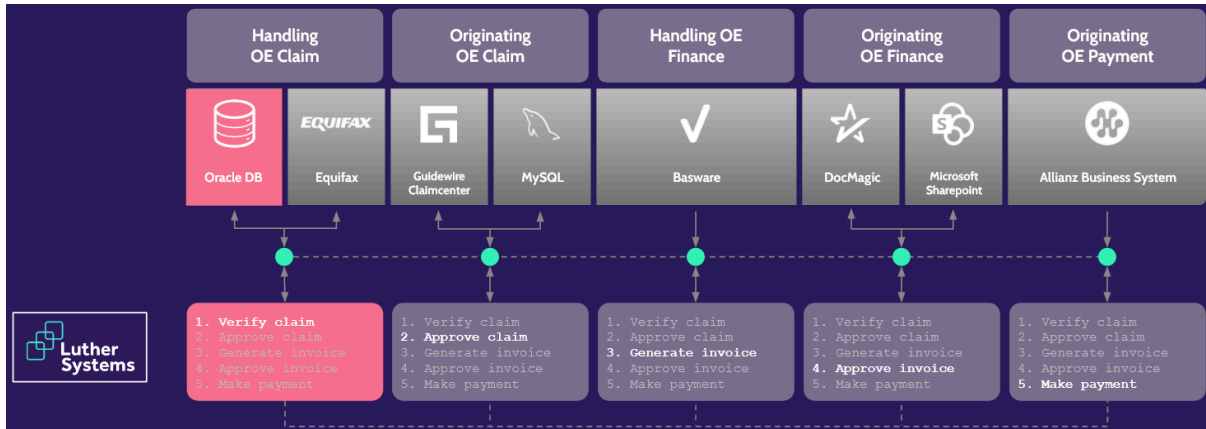 Handling
OE Claim
Originating
OE Claim
Handling OE
Finance
Originating
OE Finance
Originating
OE Payment
Oracle DB
EQUIFAX
Equifax
Guidewire
Claimcenter
MySQL
Basware
DocMagic
S
Microsoft
Sharepoint
Allianz Business System
Luther
Systems
1. Verify claim
2. Approve claim
3. Generate invoice
4. Approve invoice
5. Make payment
1. Verify claim
2. Approve claim
3. Generate invoice
4. Approve invoice
5. Make payment
1. Verify claim
2. Approve claim
3. Generate invoice
4. Approve invoice
5. Make payment
1. Verify claim
2. Approve claim
3. Generate invoice
4. Approve invoice
5. Make payment
1. Verify claim
2. Approve claim
3. Generate invoice
4. Approve invoice
5. Make payment